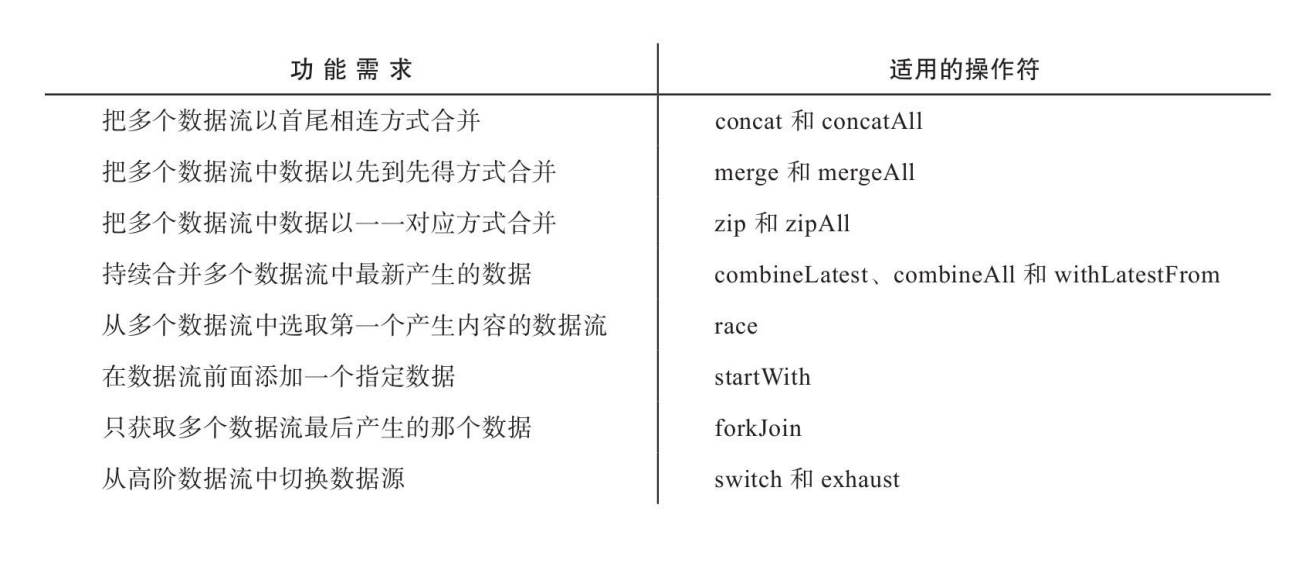 功能需求 适用的操作符
把多个数据流以首尾相连方式合并 concat 和 concatAll
把多个数据流中数据以先到先得方式合并 merge 和 mergeAll
把多个数据流中数据以一一对应方式合并 zip 和 zipAll
持续合并多个数据流中最新产生的数据 combineLatest、combineAll 和 withLatestFrom
从多个数据流中选取第一个产生内容的数据流 race
在数据流前面添加一个指定数据 startWith
只获取多个数据流最后产生的那个数据 forkJoin
从高阶数据流中切换数据源 switch 和 exhaust